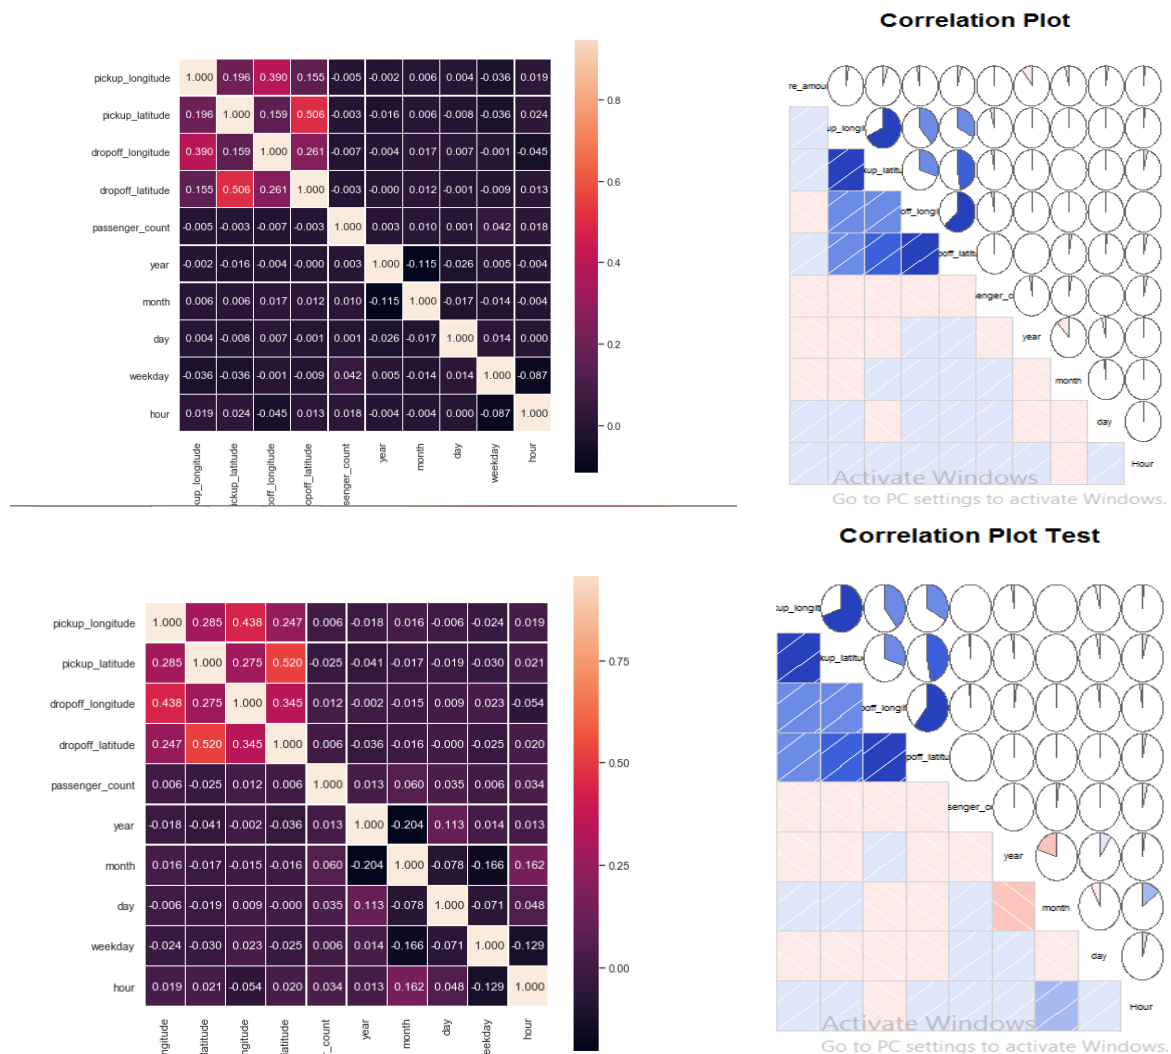 Correlation Plot
pickup_longitude 1.000 0.196 0.390 0.155 -0.005 -0.002 0.006 0.004 -0.036 0.019
pickup_latitude 0.196 1.000 0.159 0.506 -0.003 -0.016 0.006 -0.008 -0.036 0.024
dropoff_longitude 0.390 0.159 1.000 0.261 -0.007 -0.004 0.017 0.007 -0.001 -0.045
dropoff_latitude 0.155 0.506 0.261 1.000 -0.003 -0.000 0.012 -0.001 -0.009 0.013
passenger_count -0.005 -0.003 -0.007 -0.003 1.000 0.003 0.010 0.001 0.042 0.018
year -0.002 -0.016 -0.004 -0.000 0.003 1.000 -0.115 -0.026 0.005 -0.004
month 0.006 0.006 0.017 0.012 0.010 -0.115 1.000 -0.017 -0.014 -0.004
day 0.004 -0.008 0.007 -0.001 0.001 -0.026 -0.017 1.000 0.014 0.000
weekday -0.036 -0.036 -0.001 -0.009 0.042 0.005 -0.014 0.014 1.000 -0.087
hour 0.019 0.024 -0.045 0.013 0.018 -0.004 -0.004 0.000 -0.087 1.000
kup_longitude ickup_latitude poff_longitude opoff_latitude senger_count year month day weekday hour
0.8
0.6
0.4
0.2
0.0
re_amou
up_longi
kup_latitu
off_longi
poff_latitu
enger_c
year
month
day
Hour
Activate Windows
Go to PC settings to activate Windows.
Correlation Plot Test
pickup_longitude 1.000 0.285 0.438 0.247 0.006 -0.018 0.016 -0.006 -0.024 0.019
pickup_latitude 0.285 1.000 0.275 0.520 -0.025 -0.041 -0.017 -0.019 -0.030 0.021
dropoff_longitude 0.438 0.275 1.000 0.345 0.012 -0.002 -0.015 0.009 0.023 -0.054
dropoff_latitude 0.247 0.520 0.345 1.000 0.006 -0.036 -0.016 -0.000 -0.025 0.020
passenger_count 0.006 -0.025 0.012 0.006 1.000 0.013 0.060 0.035 0.006 0.034
year -0.018 -0.041 -0.002 -0.036 0.013 1.000 -0.204 0.113 0.014 0.013
month 0.016 -0.017 -0.015 -0.016 0.060 -0.204 1.000 -0.078 -0.166 0.162
day -0.006 -0.019 0.009 -0.000 0.035 0.113 -0.078 1.000 -0.071 0.048
weekday -0.024 -0.030 0.023 -0.025 0.006 0.014 -0.166 -0.071 1.000 -0.129
hour 0.019 0.021 -0.054 0.020 0.034 0.013 0.162 0.048 -0.129 1.000
ngitude latitude ngitude latitude _count year month day weekday hour
0.75
0.50
0.25
0.00
kup_longit
kup_latitu
poff_longi
poff_latitu
senger_co
year
month
day
Hour
Activate Windows
Go to PC settings to activate Windows.